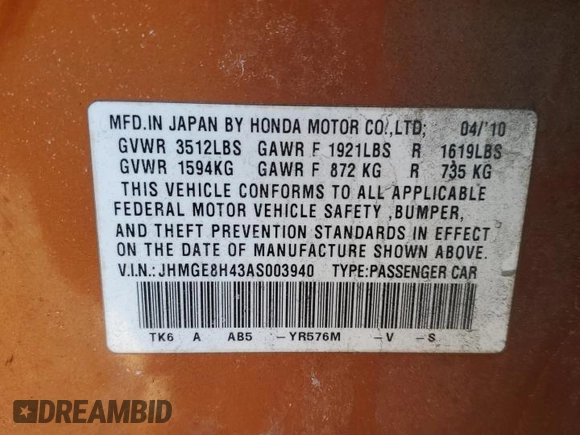 MFD.IN JAPAN BY HONDA MOTOR CO.,LTD; 04/'10
GVWR 3512LBS GAWR F 1921LBS R 1619LBS
GVWR 1594KG GAWR F 872 KG R 735 KG
THIS VEHICLE CONFORMS TO ALL APPLICABLE
FEDERAL MOTOR VEHICLE SAFETY ,BUMPER,
AND THEFT PREVENTION STANDARDS IN EFFECT
ON THE DATE OF MANUFACTURE SHOWN ABOVE.
V.I.N.: JHMGE8H43AS003940 TYPE:PASSENGER CAR
TK6 A AB5 -YR576M -V -S
DREAMBID